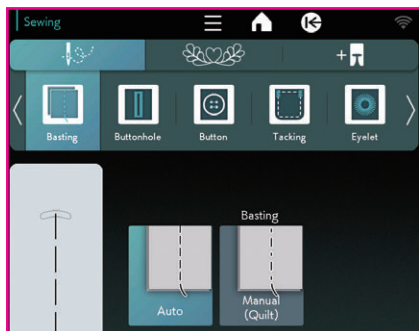 Sewing
Basting
Buttonhole
Button
Tacking
Eyelet
Basting
Auto
Manual
(Quilt)